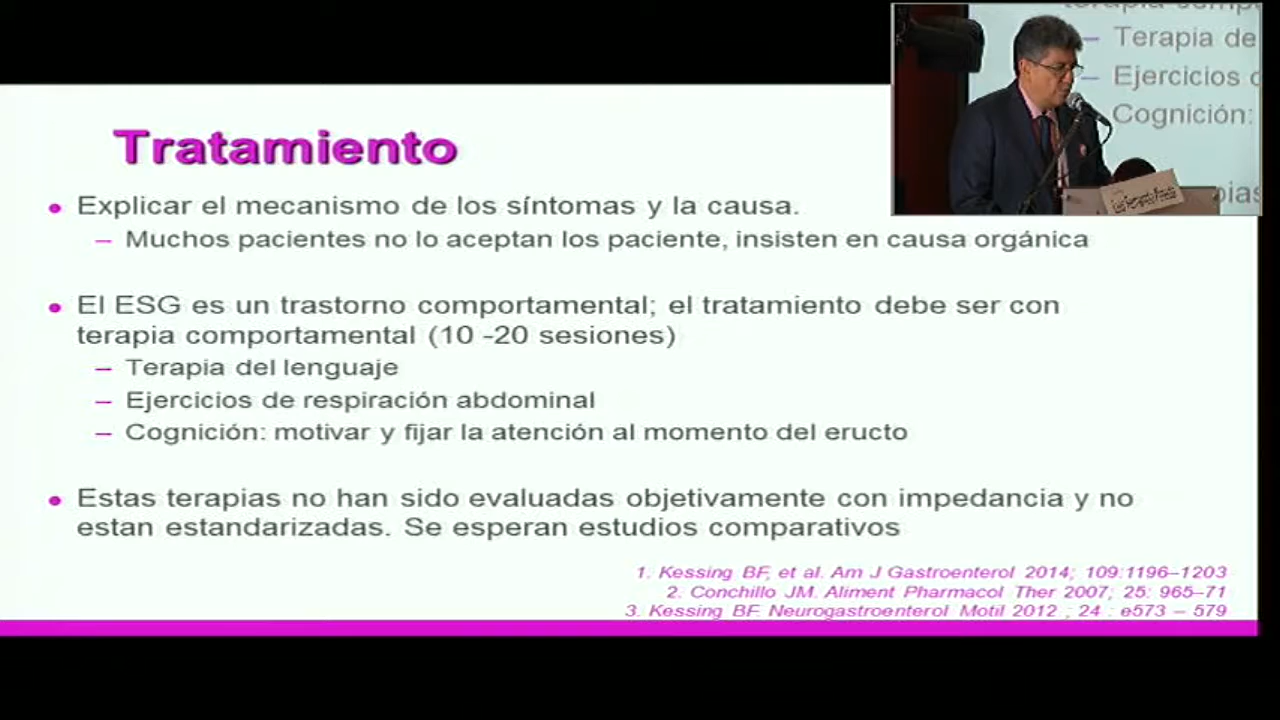 Tratamiento
• Explicar el mecanismo de los síntomas y la causa.
– Muchos pacientes no lo aceptan los paciente, insisten en causa orgánica
• El ESG es un trastorno comportamental; el tratamiento debe ser con
terapia comportamental (10 -20 sesiones)
– Terapia del lenguaje
– Ejercicios de respiración abdominal
– Cognición: motivar y fijar la atención al momento del eructo
• Estas terapias no han sido evaluadas objetivamente con impedancia y no
estan estandarizadas. Se esperan estudios comparativos
1. Kessing BF, et al. Am J Gastroenterol 2014; 109:1196–1203
2. Conchillo JM. Aliment Pharmacol Ther 2007; 25: 965–71
3. Kessing BF. Neurogastroenterol Motil 2012 ; 24 : e573 – 579
– Terapia de
– Ejercicios
Cognición: